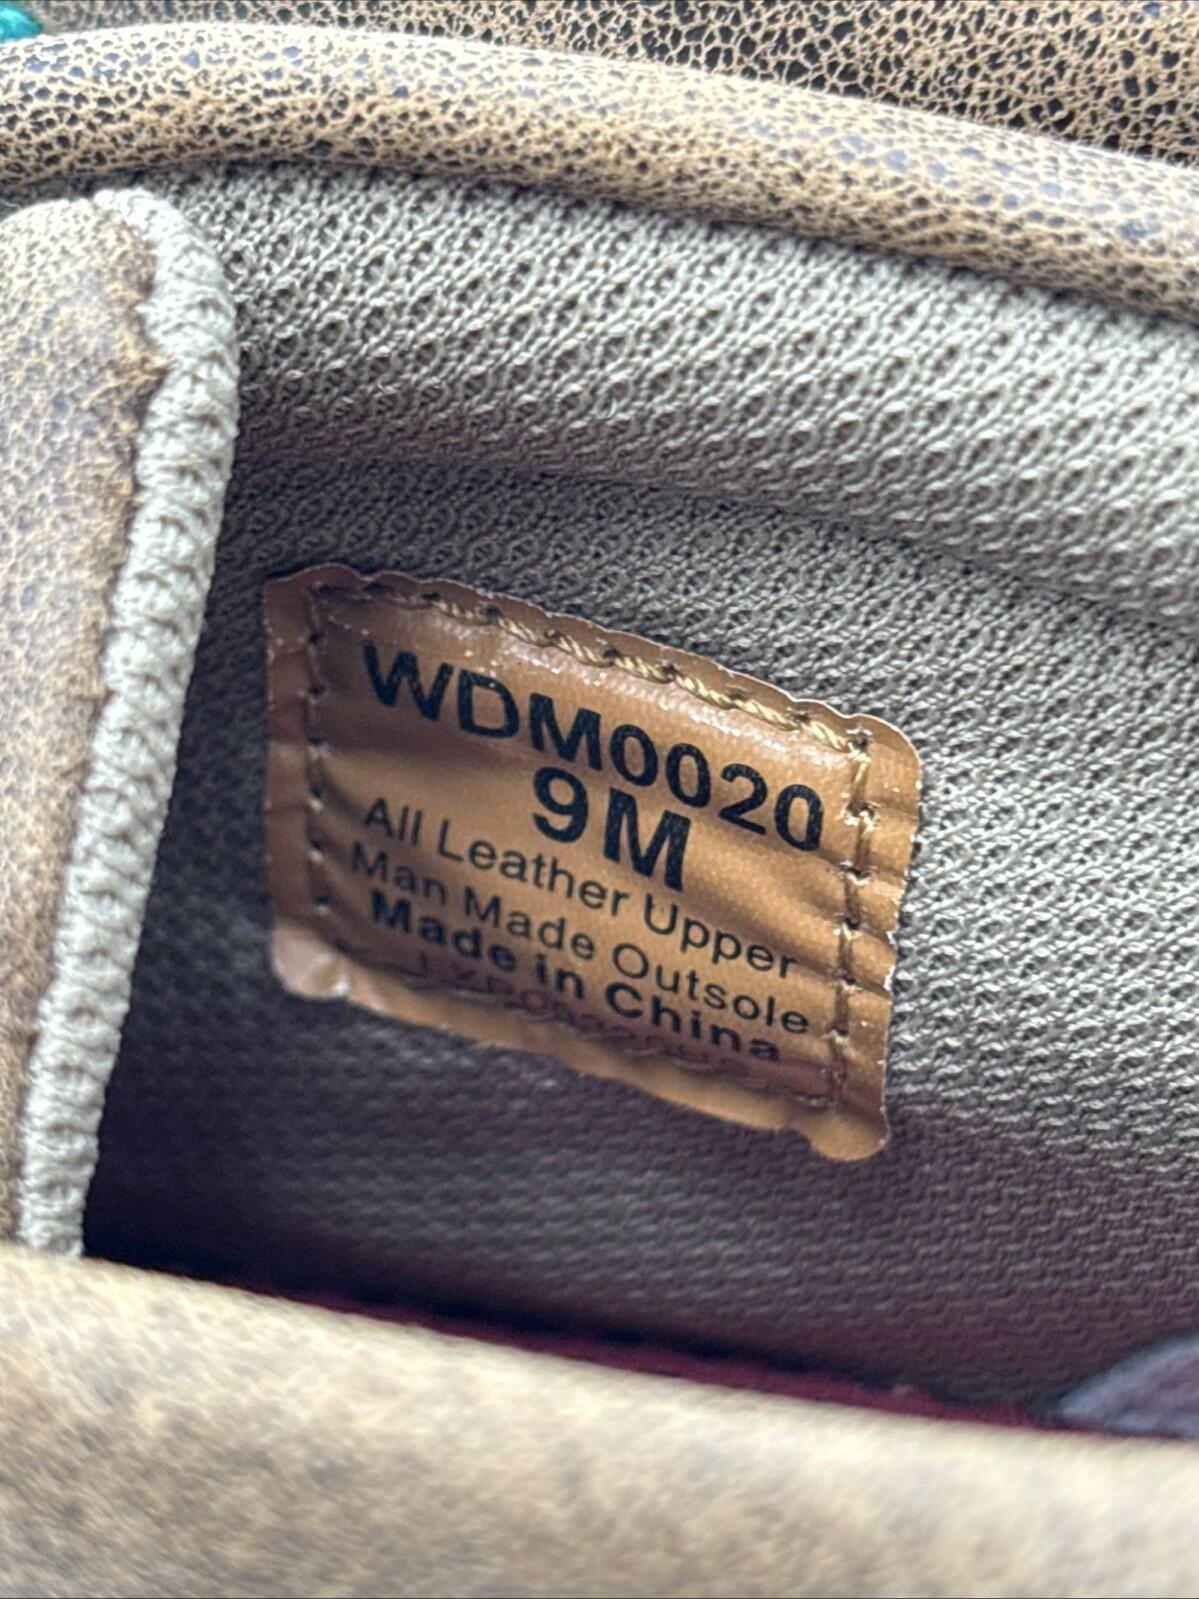 WDM0020
9M
All Leather Upper
Man Made Outsole
Made in China